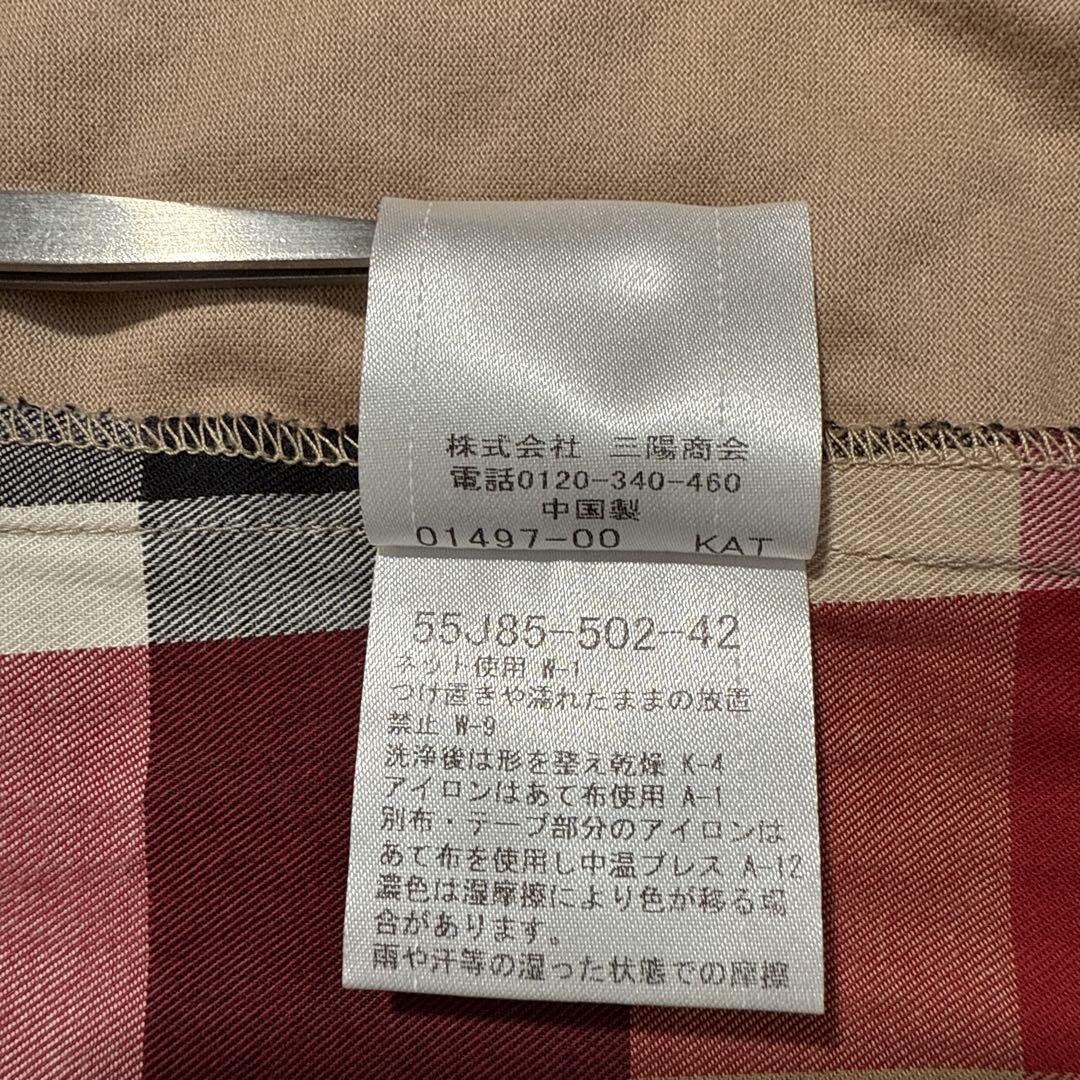 株式会社 三陽商会
電話0120-340-460
中国製
01497-00 KAT
55J85-502-42
ネット使用 W-1
つけ置きや濡れたままの放置
禁止 W-9
洗浄後は形を整え乾燥 K-4
アイロンはあて布使用 A-1
別布・テープ部分のアイロンは
あて布を使用し中温プレス A-12
濃色は湿摩擦により色が移る場
合があります。
雨や汗等の湿った状態での摩擦